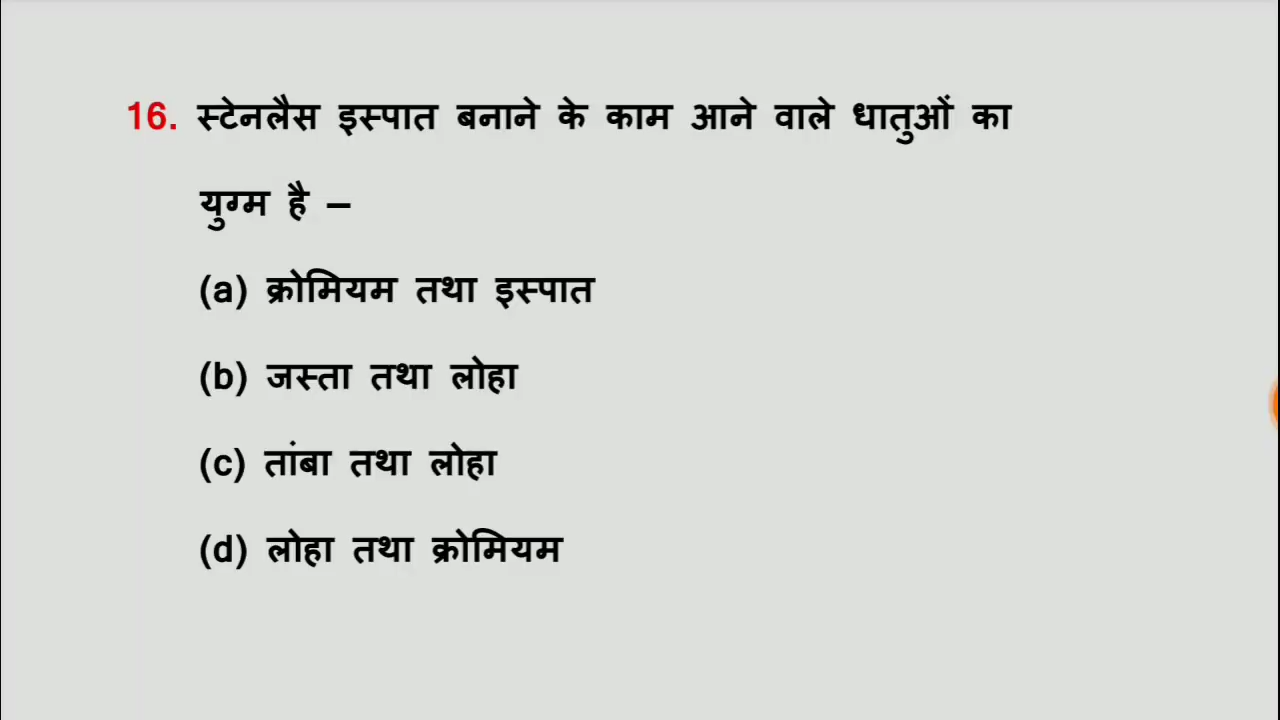 16. स्टेनलैस इस्पात बनाने के काम आने वाले धातुओं का
युग्म है –
(a) क्रोमियम तथा इस्पात
(b) जस्ता तथा लोहा
(c) तांबा तथा लोहा
(d) लोहा तथा क्रोमियम